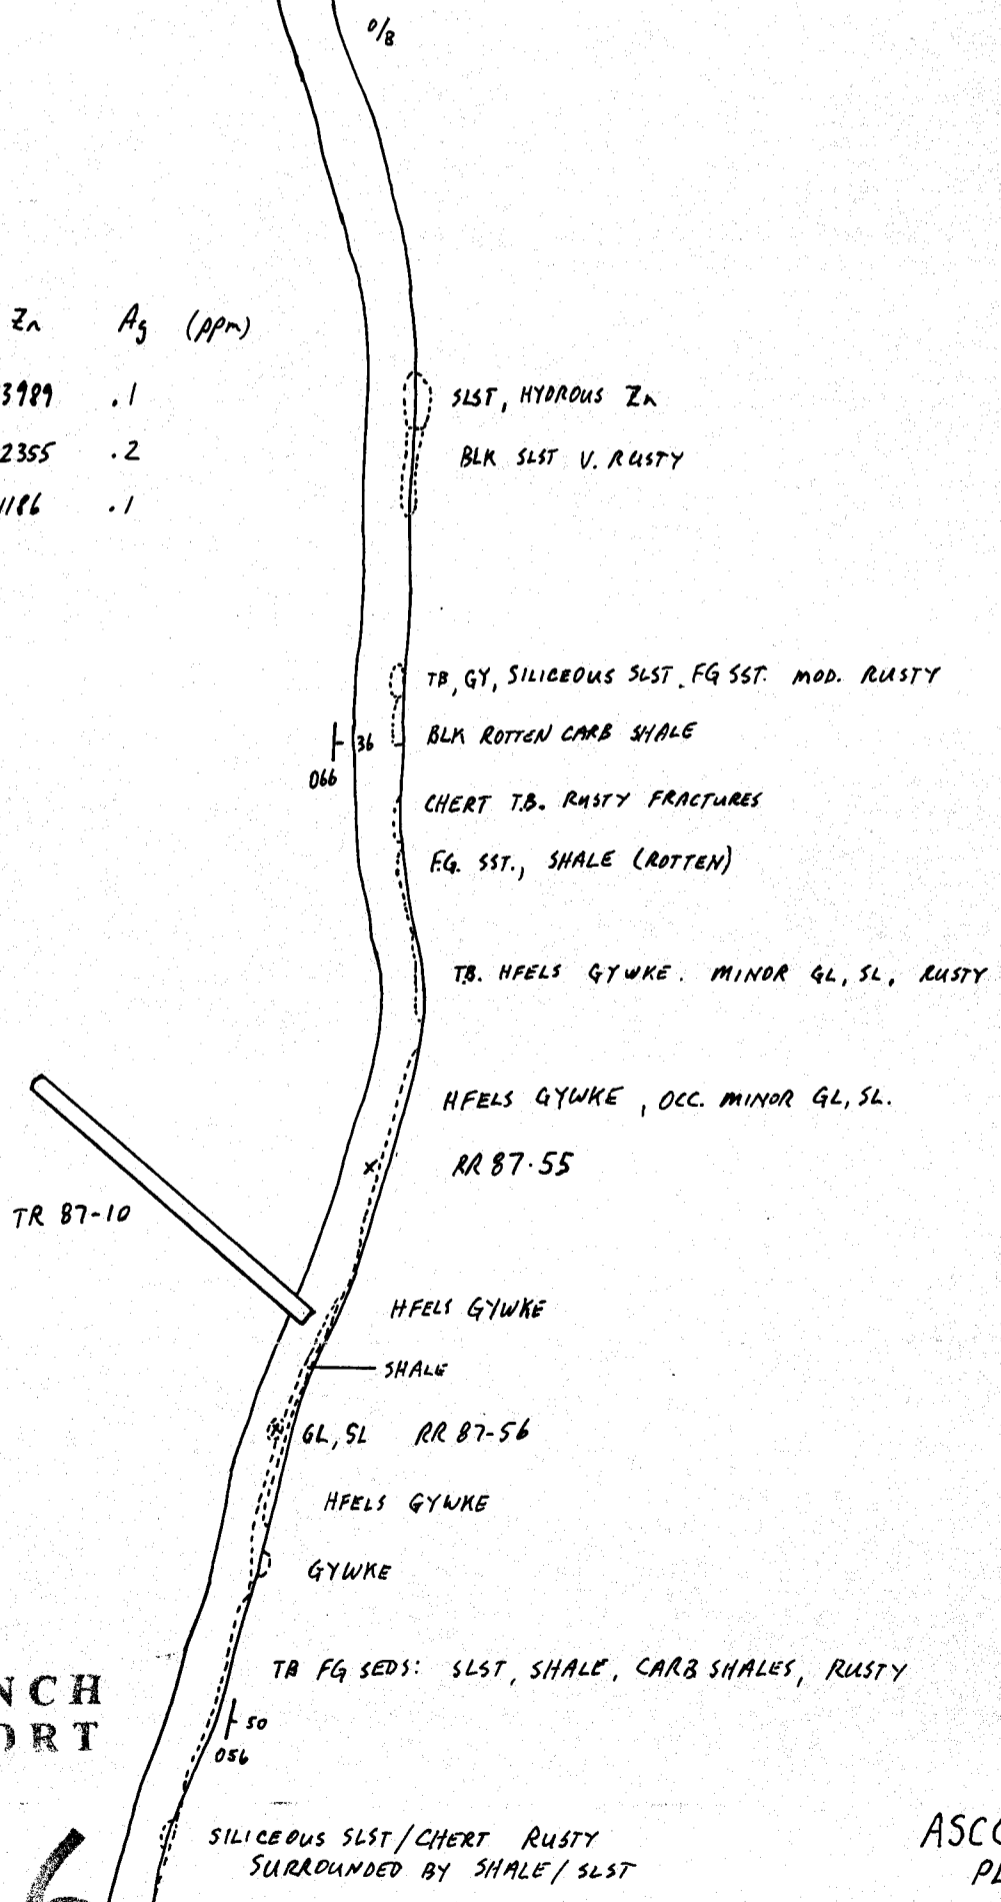 O/B
Zn Ag (ppm)
3989 .1
2355 .2
1186 .1
SLST, HYDROUS Zn
BLK SLST V. RUSTY
TB, GY, SILICEOUS SLST. FG SST. MOD. RUSTY
36
BLK ROTTEN CARB SHALE
066
CHERT T.B. RUSTY FRACTURES
F.G. SST., SHALE (ROTTEN)
T.B. HFELS GYWKE. MINOR GL, SL, RUSTY
HFELS GYWKE, OCC. MINOR GL, SL.
x RR 87-55
TR 87-10
HFELS GYWKE
SHALE
GL, SL RR 87-56
HFELS GYWKE
GYWKE
TB FG SEDS: SLST, SHALE, CARB SHALES, RUSTY
NCH
ORT
50
056
SILICEOUS SLST/CHERT RUSTY
SURROUNDED BY SHALE/SLST
6
ASCO
PL